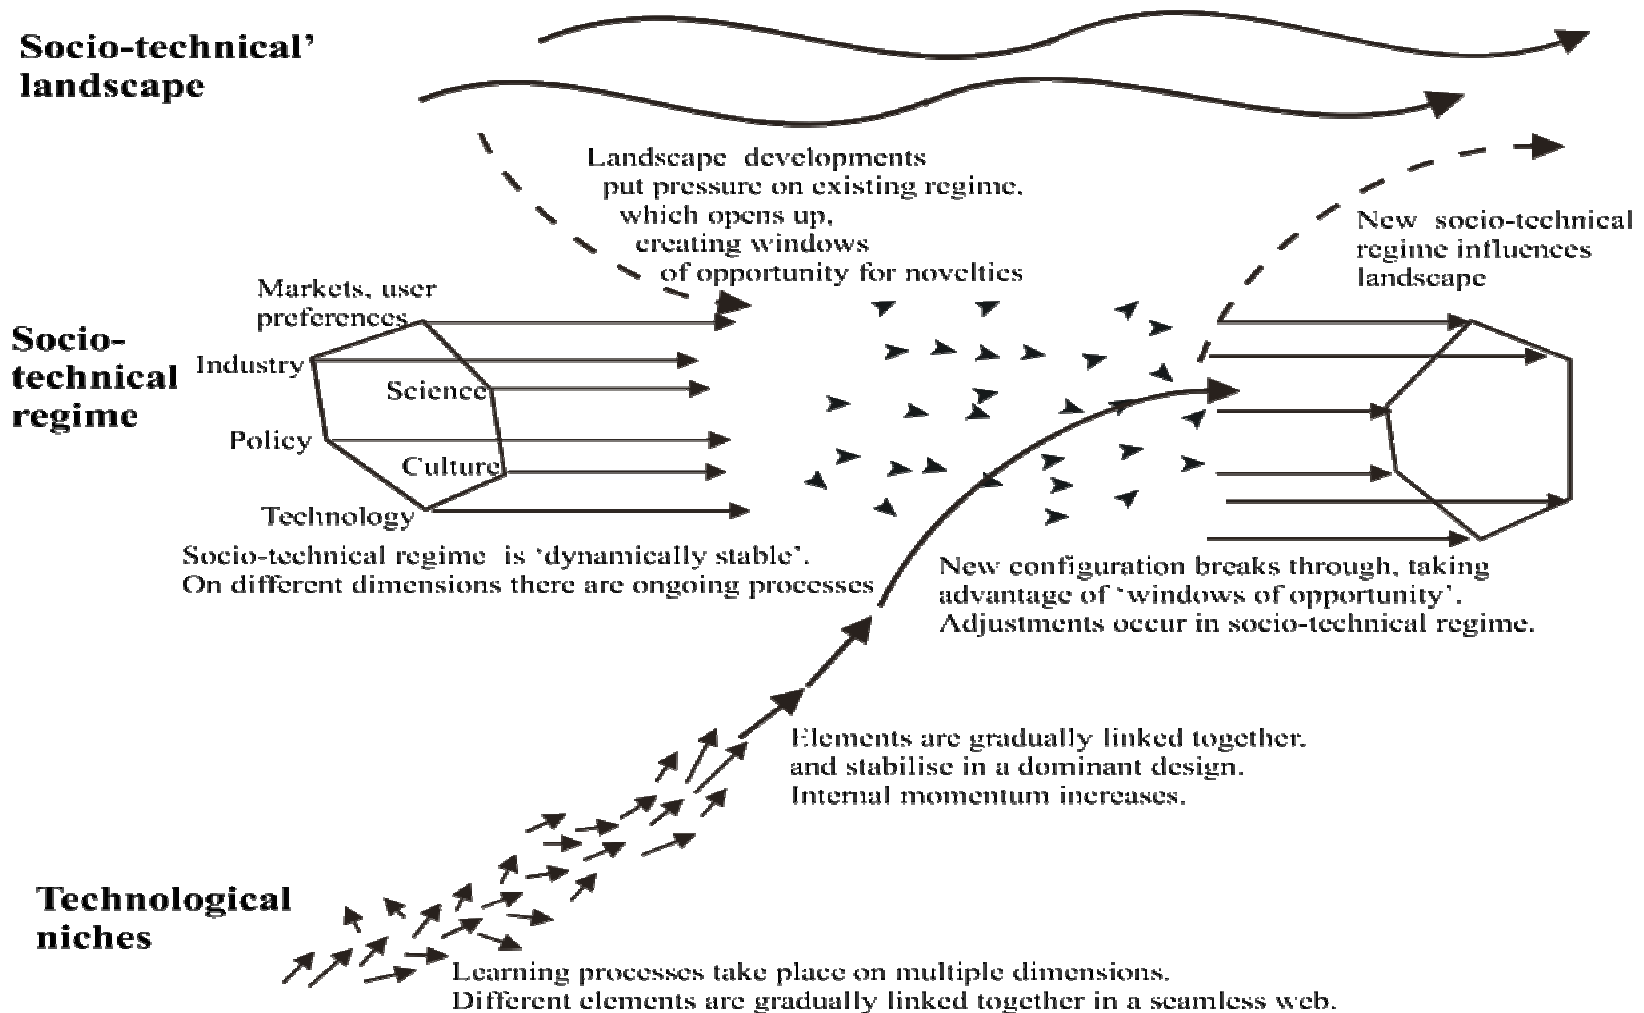 Socio-technical’
landscape
Landscape developments
put pressure on existing regime,
which opens up,
creating windows
of opportunity for novelties
New socio-technical
regime influences
landscape
Markets, user
preferences
Socio-
technical
regime
Industry
Science
Policy
Culture
Technology
Socio-technical regime is ‘dynamically stable’.
On different dimensions there are ongoing processes
New configuration breaks through, taking
advantage of ‘windows of opportunity’.
Adjustments occur in socio-technical regime.
Elements are gradually linked together,
and stabilise in a dominant design.
Internal momentum increases.
Technological
niches
Learning processes take place on multiple dimensions.
Different elements are gradually linked together in a seamless web.